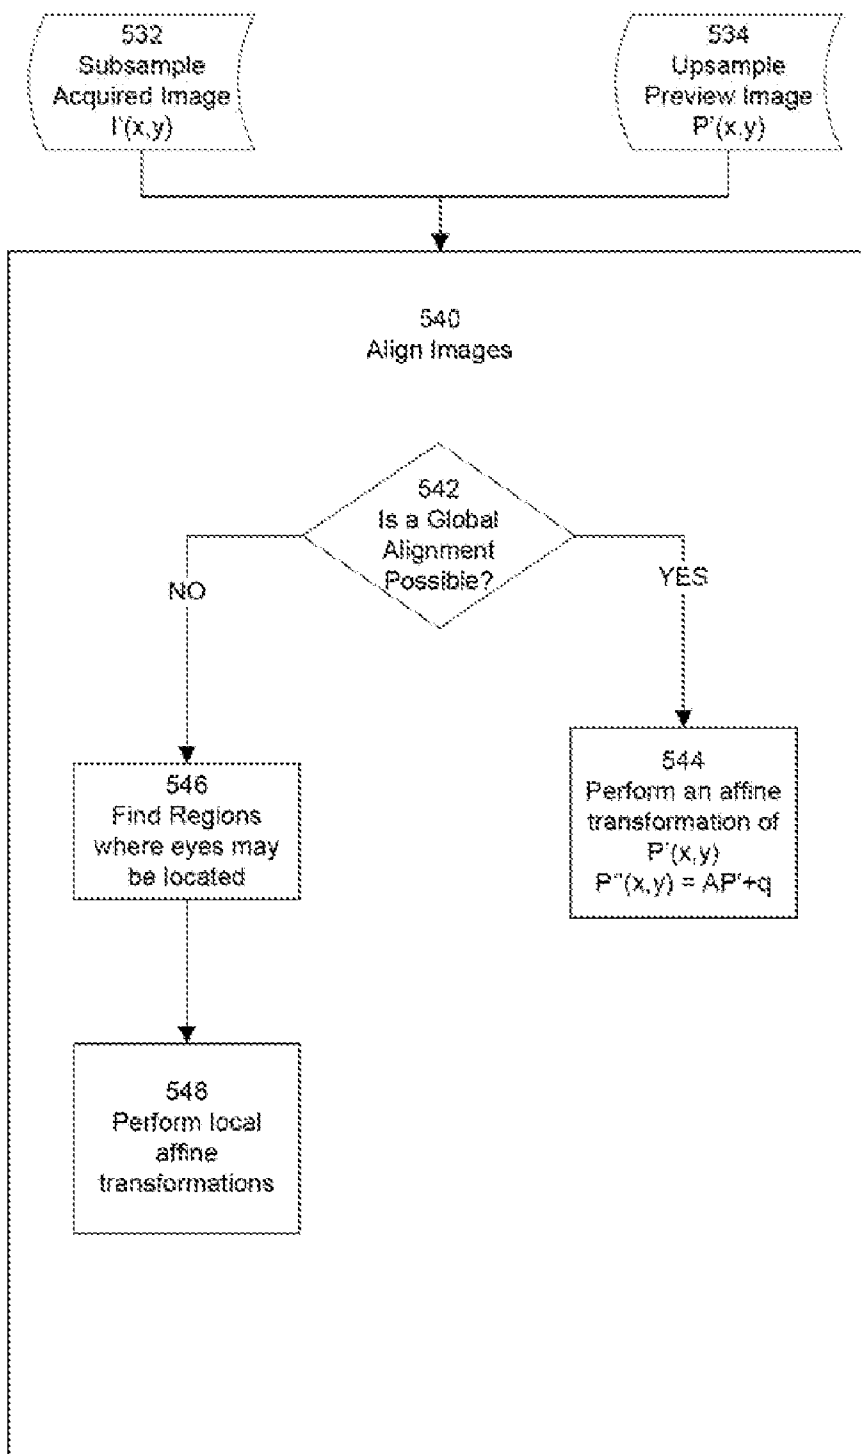 532
Subsample
Acquired Image
I'(x,y)
534
Upsample
Preview Image
P'(x,y)
540
Align Images
542
Is a Global
Alignment
Possible?
NO
YES
546
Find Regions
where eyes may
be located
544
Perform an affine
transformation of
P'(x,y)
P''(x,y) = AP'+q
548
Perform local
affine
transformations